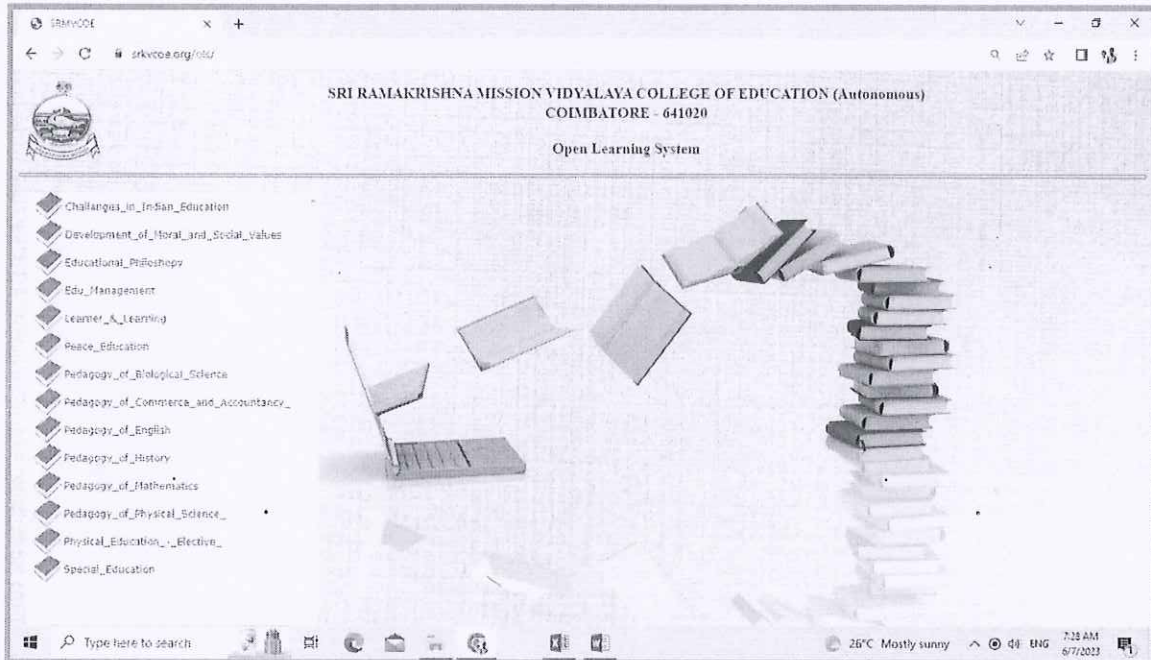 SRMVCOE
srkvcoe.org/ols/
SRI RAMAKRISHNA MISSION VIDYALAYA COLLEGE OF EDUCATION (Autonomous)
COIMBATORE - 641020
Open Learning System
Challanges_in_Indian_Education
Development_of_Moral_and_Social_Values
Educational_Philoshopy
Edu_Management
Learner_&_Learning
Peace_Education
Pedagogy_of_Biological_Science
Pedagogy_of_Commerce_and_Accountancy_
Pedagogy_of_English
Pedagogy_of_History
Pedagogy_of_Mathematics
Pedagogy_of_Physical_Science_
Physical_Education_-_Elective_
Special_Education
Type here to search
26°C Mostly sunny
ENG
7:28 AM
6/7/2023